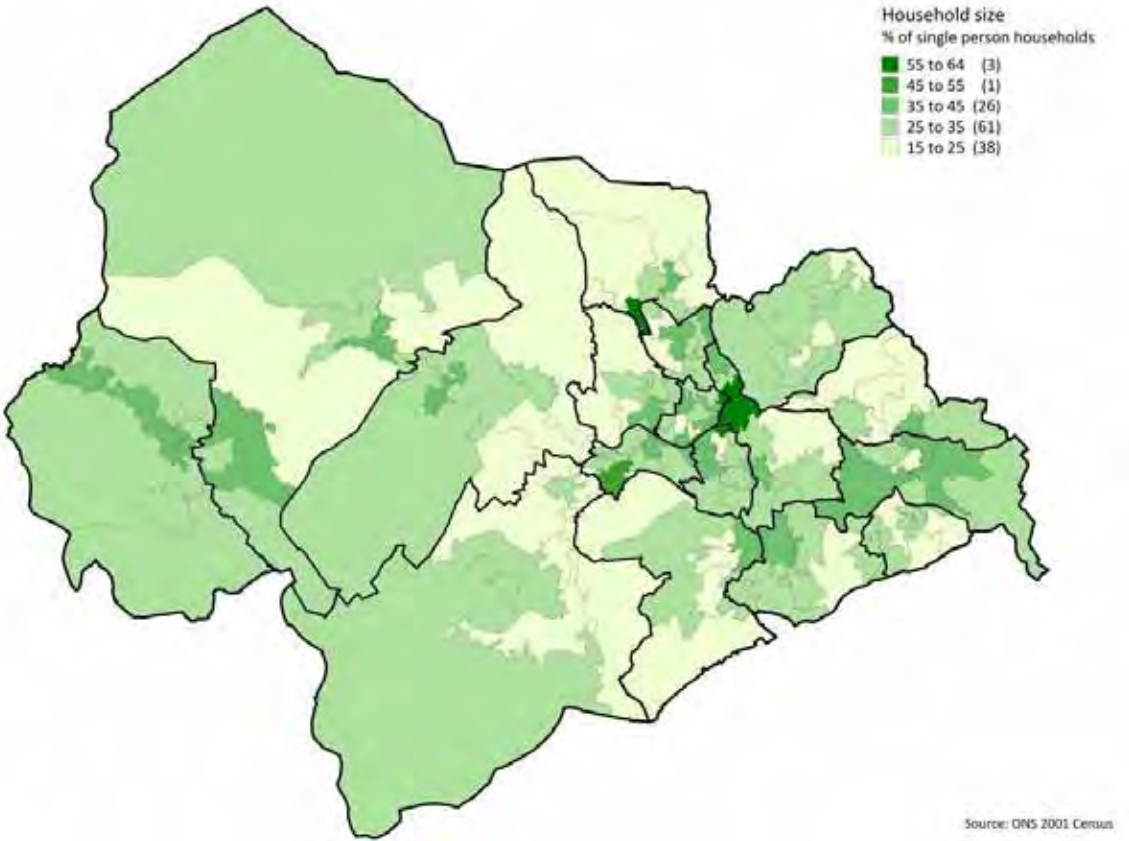 Household size
% of single person households
55 to 64 (3)
45 to 55 (1)
35 to 45 (26)
25 to 35 (61)
15 to 25 (38)
Source: ONS 2001 Census